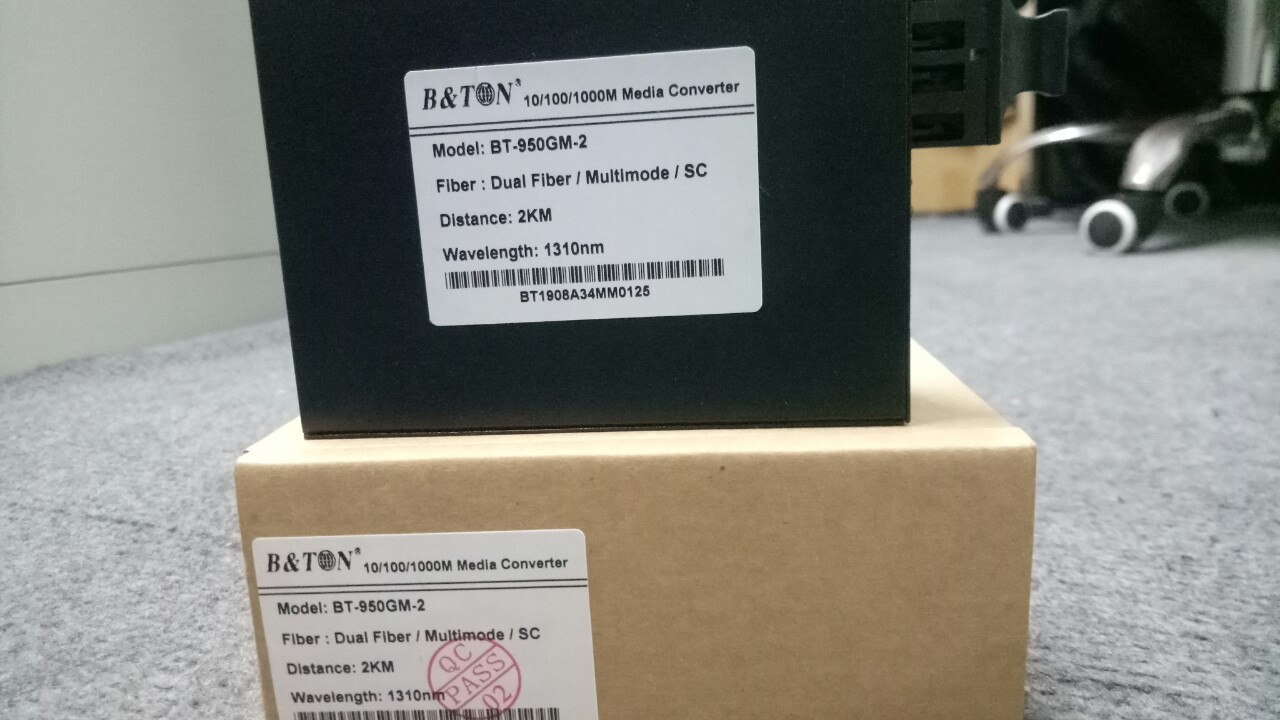 B&TON® 10/100/1000M Media Converter
Model: BT-950GM-2
Fiber : Dual Fiber / Multimode / SC
Distance: 2KM
Wavelength: 1310nm
BT1908A34MM0125
B&TON® 10/100/1000M Media Converter
Model: BT-950GM-2
Fiber : Dual Fiber / Multimode / SC
Distance: 2KM
Wavelength: 1310nm
QC
PASS
02